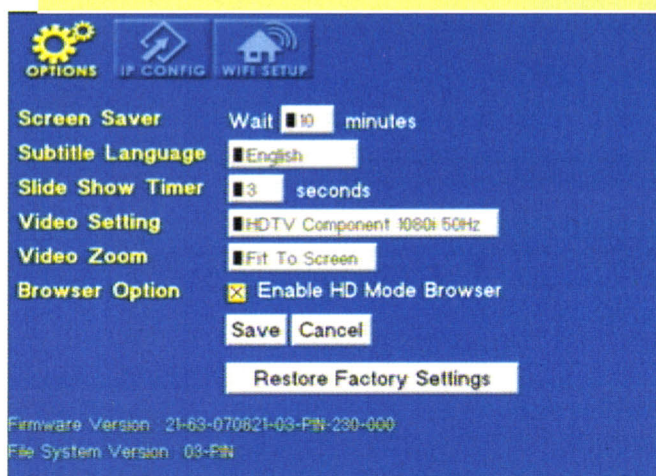 OPTIONS IP CONFIG WIFI SETUP
Screen Saver Wait 10 minutes
Subtitle Language English
Slide Show Timer 3 seconds
Video Setting HDTV Component 1080i 50Hz
Video Zoom Fit To Screen
Browser Option Enable HD Mode Browser
Save Cancel
Restore Factory Settings
Firmware Version 21-63-070821-03-PIN-230-000
File System Version 03-PIN